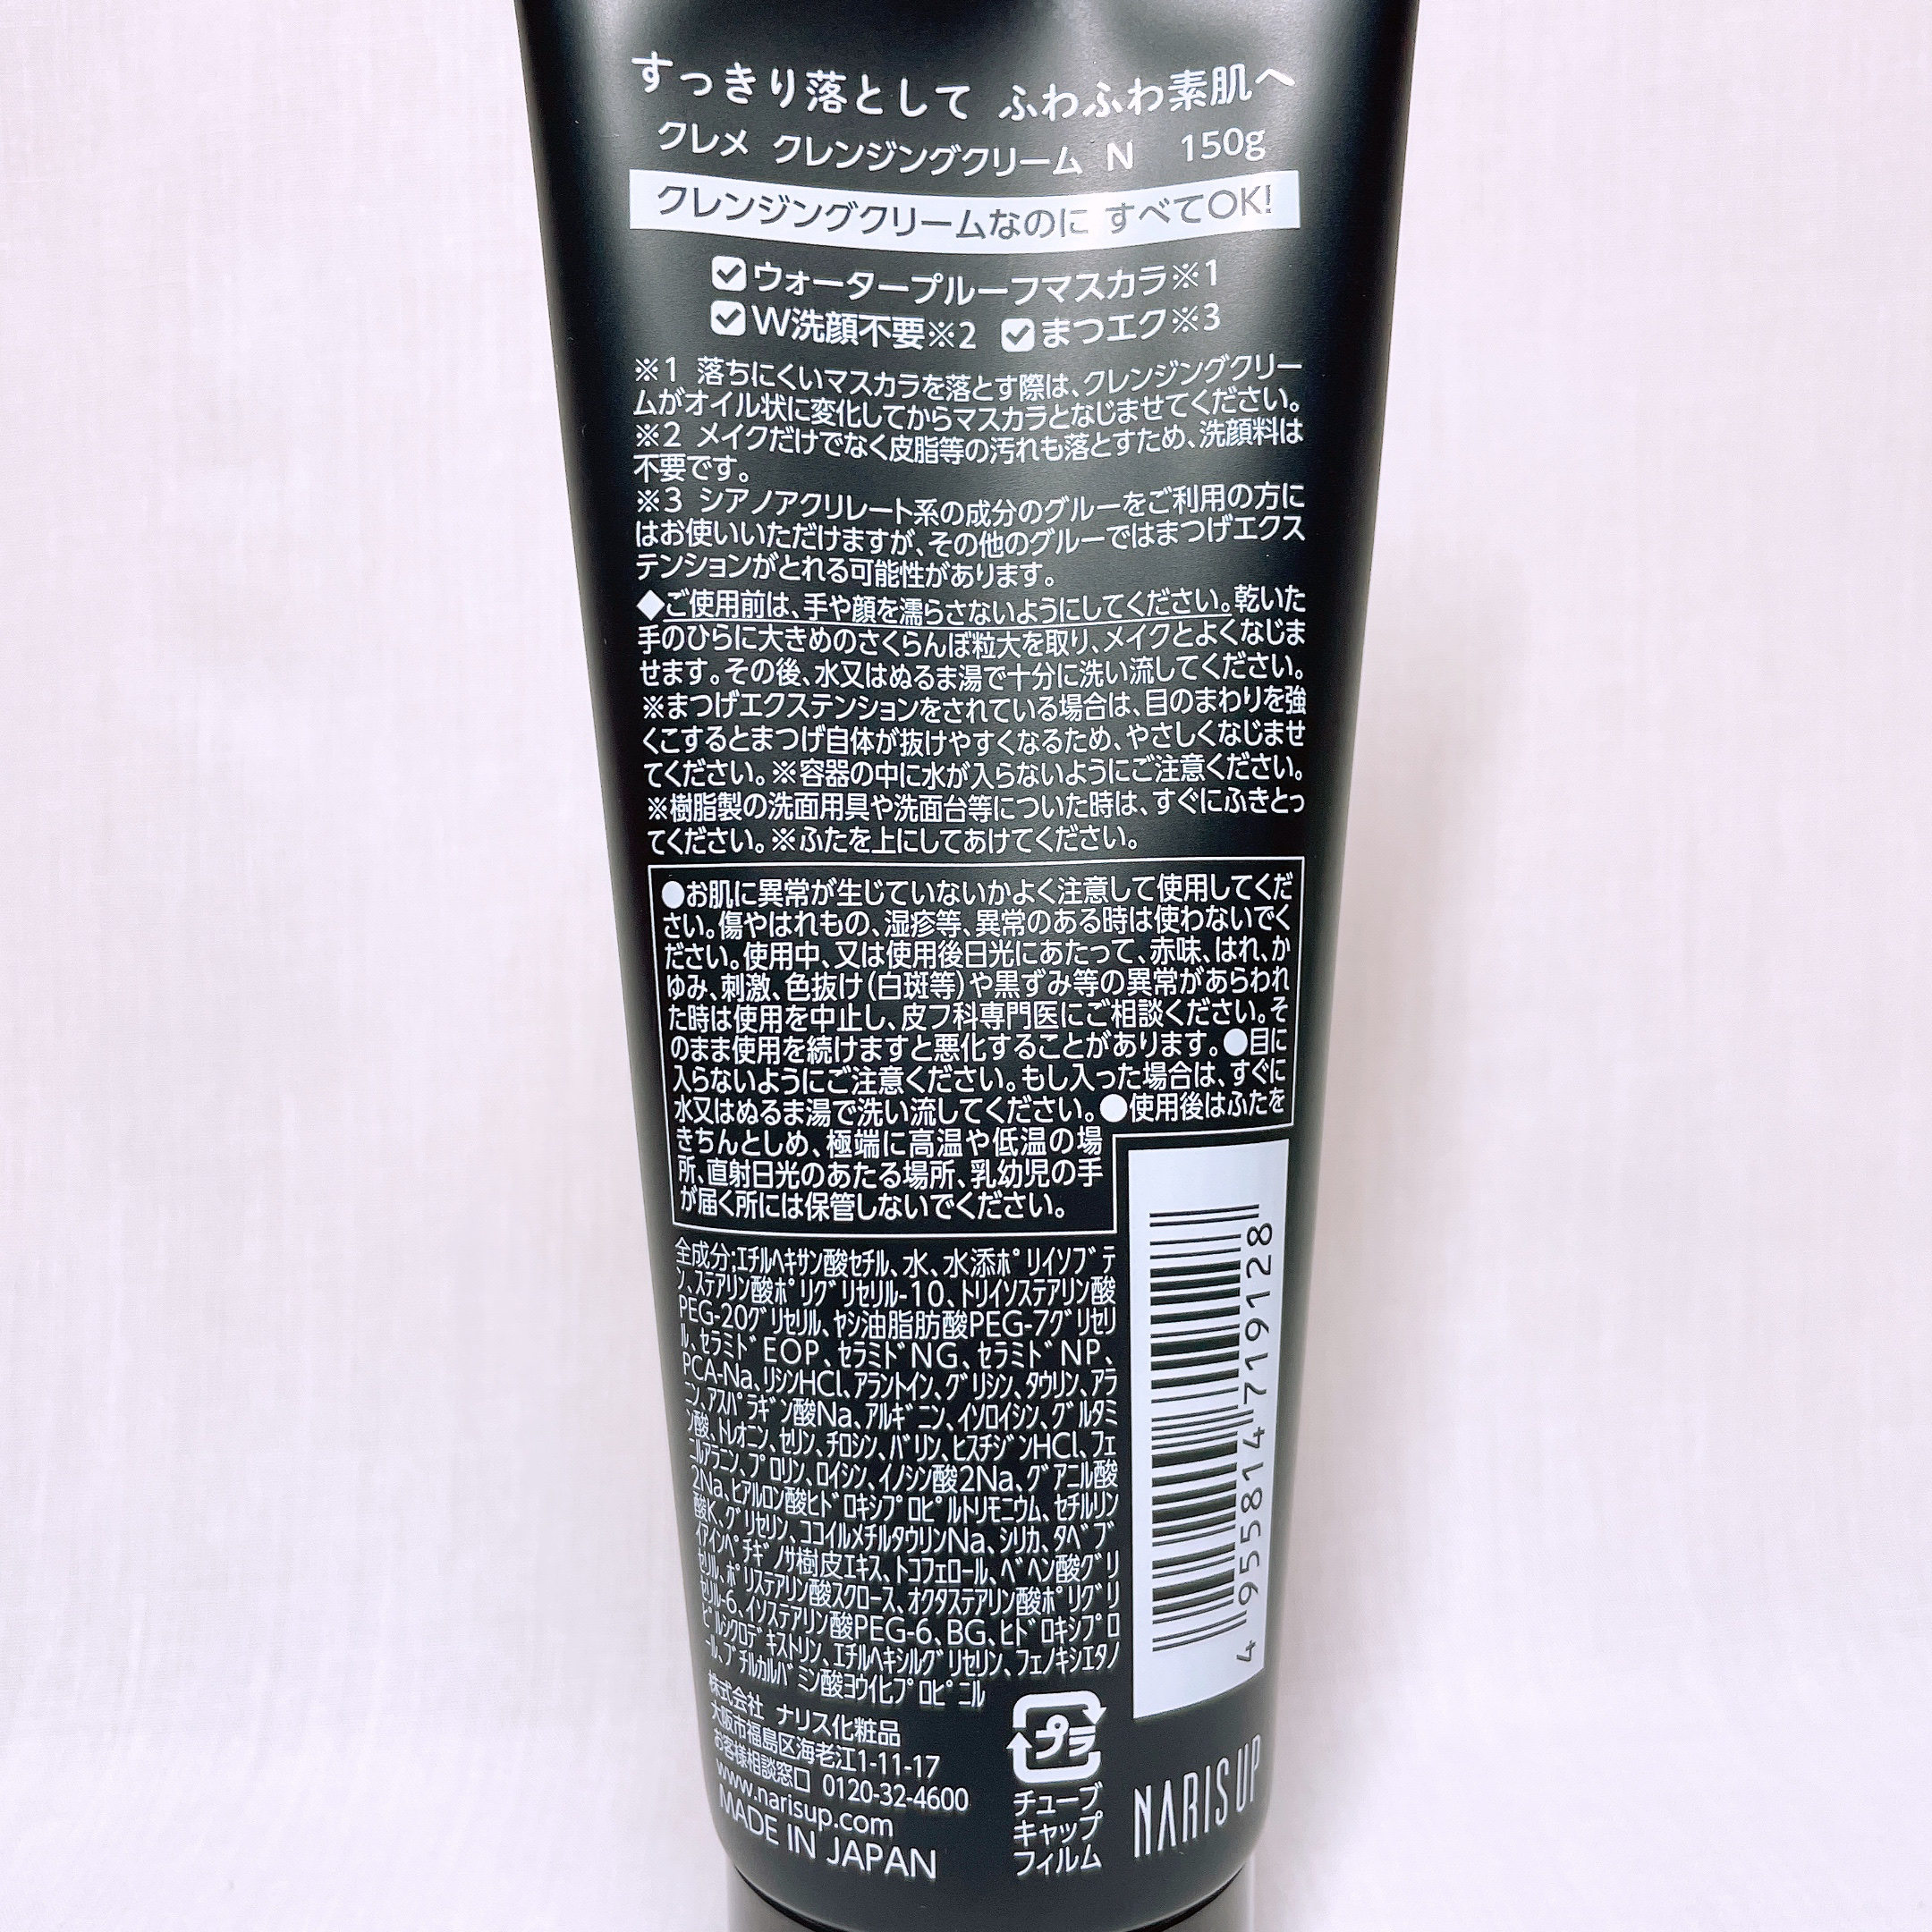 すっきり落として ふわふわ素肌へ
クレメ クレンジングクリーム N 150g
クレンジングクリームなのに すべてOK!
ウォータープルーフマスカラ※1
W洗顔不要※2 まつエク※3
※1 落ちにくいマスカラを落とす際は、クレンジングクリー
ムがオイル状に変化してからマスカラとなじませてください。
※2 メイクだけでなく皮脂等の汚れも落とすため、洗顔料は
不要です。
※3 シアノアクリレート系の成分のグルーをご利用の方に
はお使いいただけますが、その他のグルーではまつげエクス
テンションがとれる可能性があります。
◆ご使用前は、手や顔を濡らさないようにしてください。乾いた
手のひらに大きめのさくらんぼ粒大を取り、メイクとよくなじま
せます。その後、水又はぬるま湯で十分に洗い流してください。
※まつげエクステンションをされている場合は、目のまわりを強
くこするとまつげ自体が抜けやすくなるため、やさしくなじませ
てください。※容器の中に水が入らないようにご注意ください。
※樹脂製の洗面用具や洗面台等についた時は、すぐにふきとっ
てください。※ふたを上にしてあけてください。
●お肌に異常が生じていないかよく注意して使用してくだ
さい。傷やはれもの、湿疹等、異常のある時は使わないでく
ださい。使用中、又は使用後日光にあたって、赤味、はれ、か
ゆみ、刺激、色抜け(白斑等)や黒ずみ等の異常があらわれ
た時は使用を中止し、皮フ科専門医にご相談ください。そ
のまま使用を続けますと悪化することがあります。●目に
入らないようにご注意ください。もし入った場合は、すぐに
水又はぬるま湯で洗い流してください。●使用後はふたを
きちんとしめ、極端に高温や低温の場
所、直射日光のあたる場所、乳幼児の手
が届く所には保管しないでください。
全成分:エチルヘキサン酸セチル、水、水添ポリイソブテ
ン、ステアリン酸ポリグリセリル-10、トリイソステアリン酸
PEG-20グリセリル、ヤシ油脂肪酸PEG-7グリセリ
ル、セラミドEOP、セラミドNG、セラミドNP、
PCA-Na、リシンHCl、アラントイン、グリシン、タウリン、アラ
ニン、アスパラギン酸Na、アルギニン、イソロイシン、グルタミ
ン酸、トレオニン、セリン、チロシン、バリン、ヒスチジンHCl、フェ
ニルアラニン、プロリン、ロイシン、イノシン酸2Na、グアニル酸
2Na、ヒアルロン酸ヒドロキシプロピルトリモニウム、セチルリン
酸K、グリセリン、ココイルメチルタウリンNa、シリカ、タベブ
イアインペチギノサ樹皮エキス、トコフェロール、ベヘン酸グリ
セリル、ポリステアリン酸スクロース、オクタステアリン酸ポリグリ
セリル-6、イソステアリン酸PEG-6、BG、ヒドロキシプロ
ピルシクロデキストリン、エチルヘキシルグリセリン、フェノキシエタノ
ール、ブチルカルバミン酸ヨウ化プロピニル
株式会社 ナリス化粧品
大阪市福島区海老江1-11-17
お客様相談窓口 0120-32-4600
www.narisup.com
MADE IN JAPAN
プラ
チューブ
キャップ
フィルム
4955814719128
NARIS UP